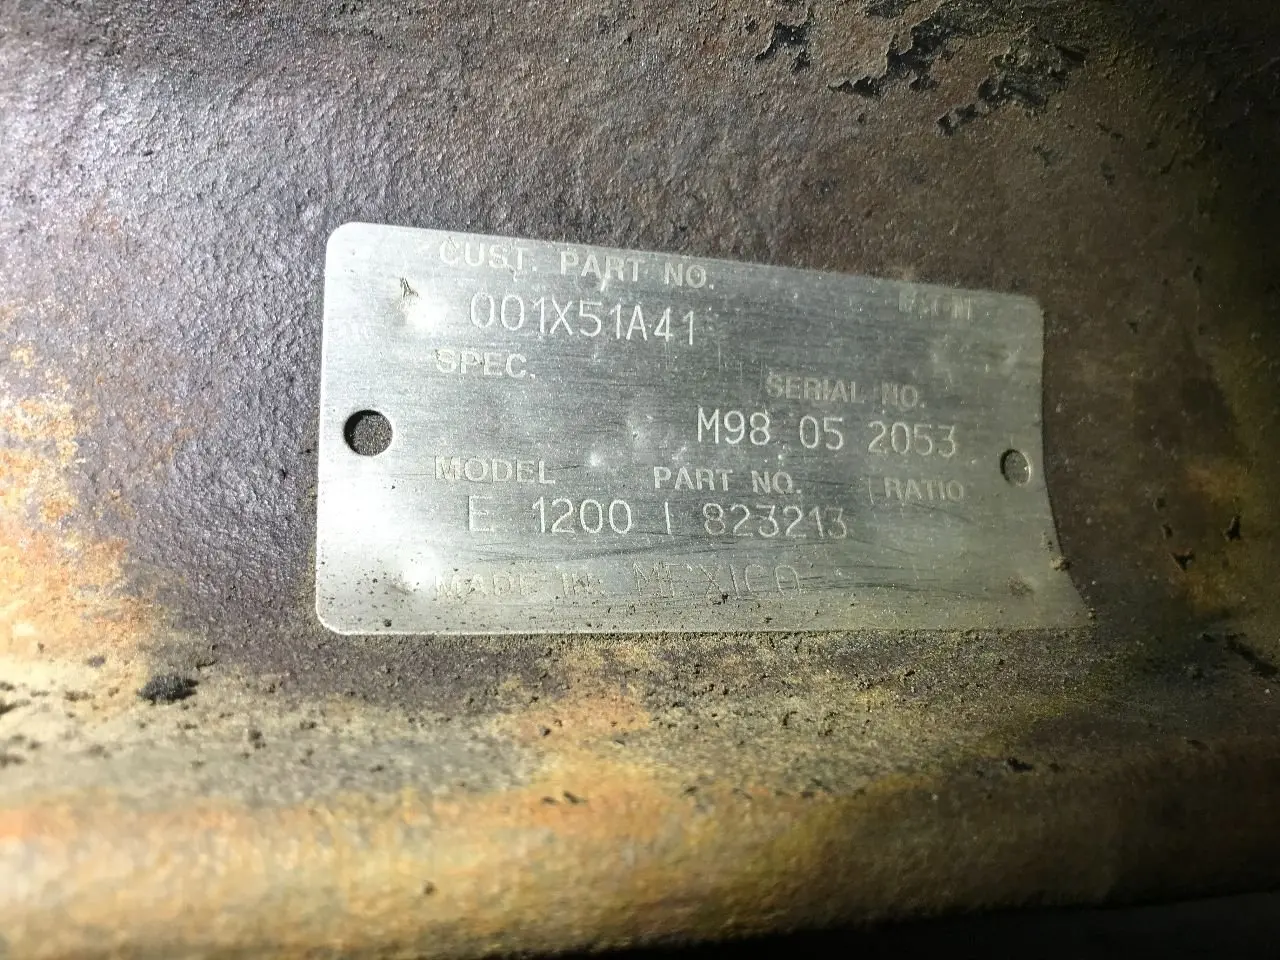 CUST. PART NO.
001X51A41
SPEC.
SERIAL NO.
M98 05 2053
MODEL PART NO. RATIO
E 1200 I 823213
MADE IN MEXICO